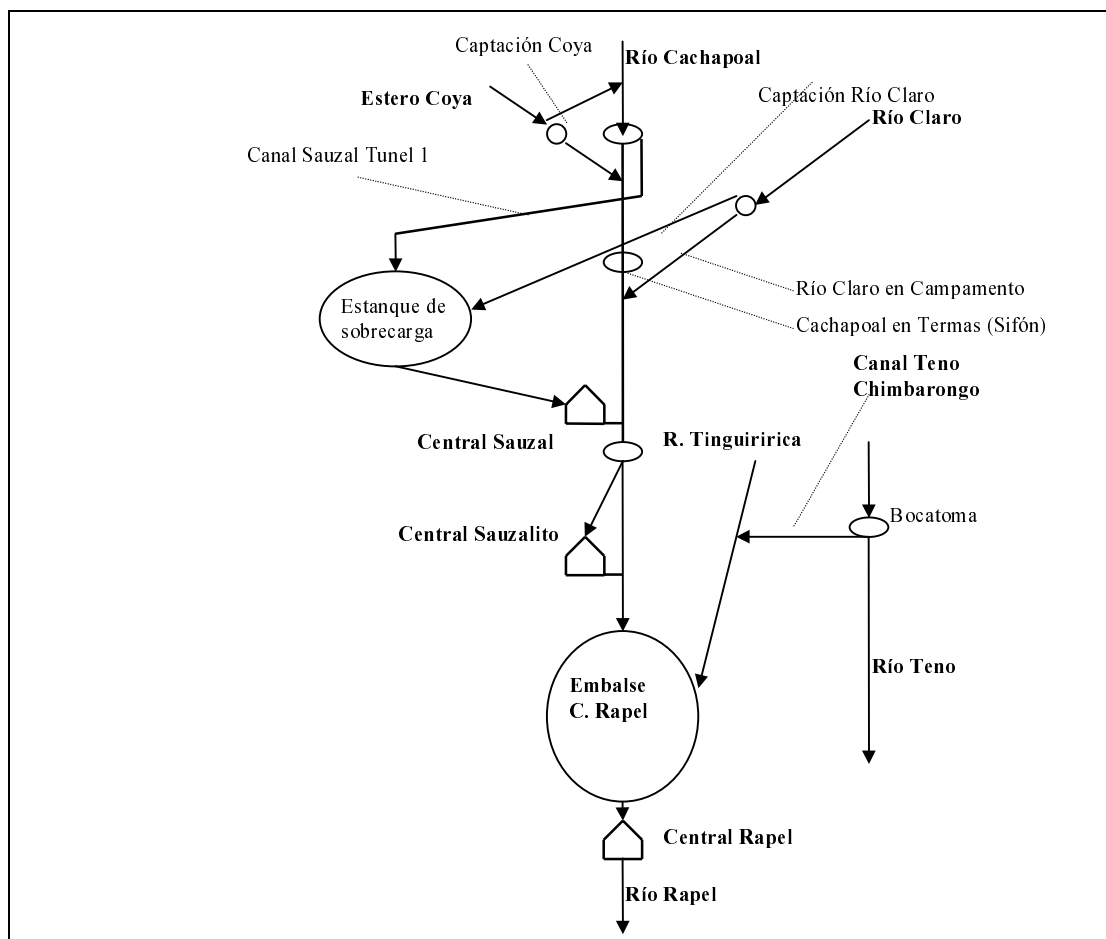 Captación Coya
Río Cachapoal
Estero Coya
Captación Río Claro
Río Claro
Canal Sauzal Tunel 1
Río Claro en Campamento
Estanque de
sobrecarga
Cachapoal en Termas (Sifón)
Canal Teno
Chimbarongo
Central Sauzal
R. Tinguiririca
Bocatoma
Central Sauzalito
Río Teno
Embalse
C. Rapel
Central Rapel
Río Rapel